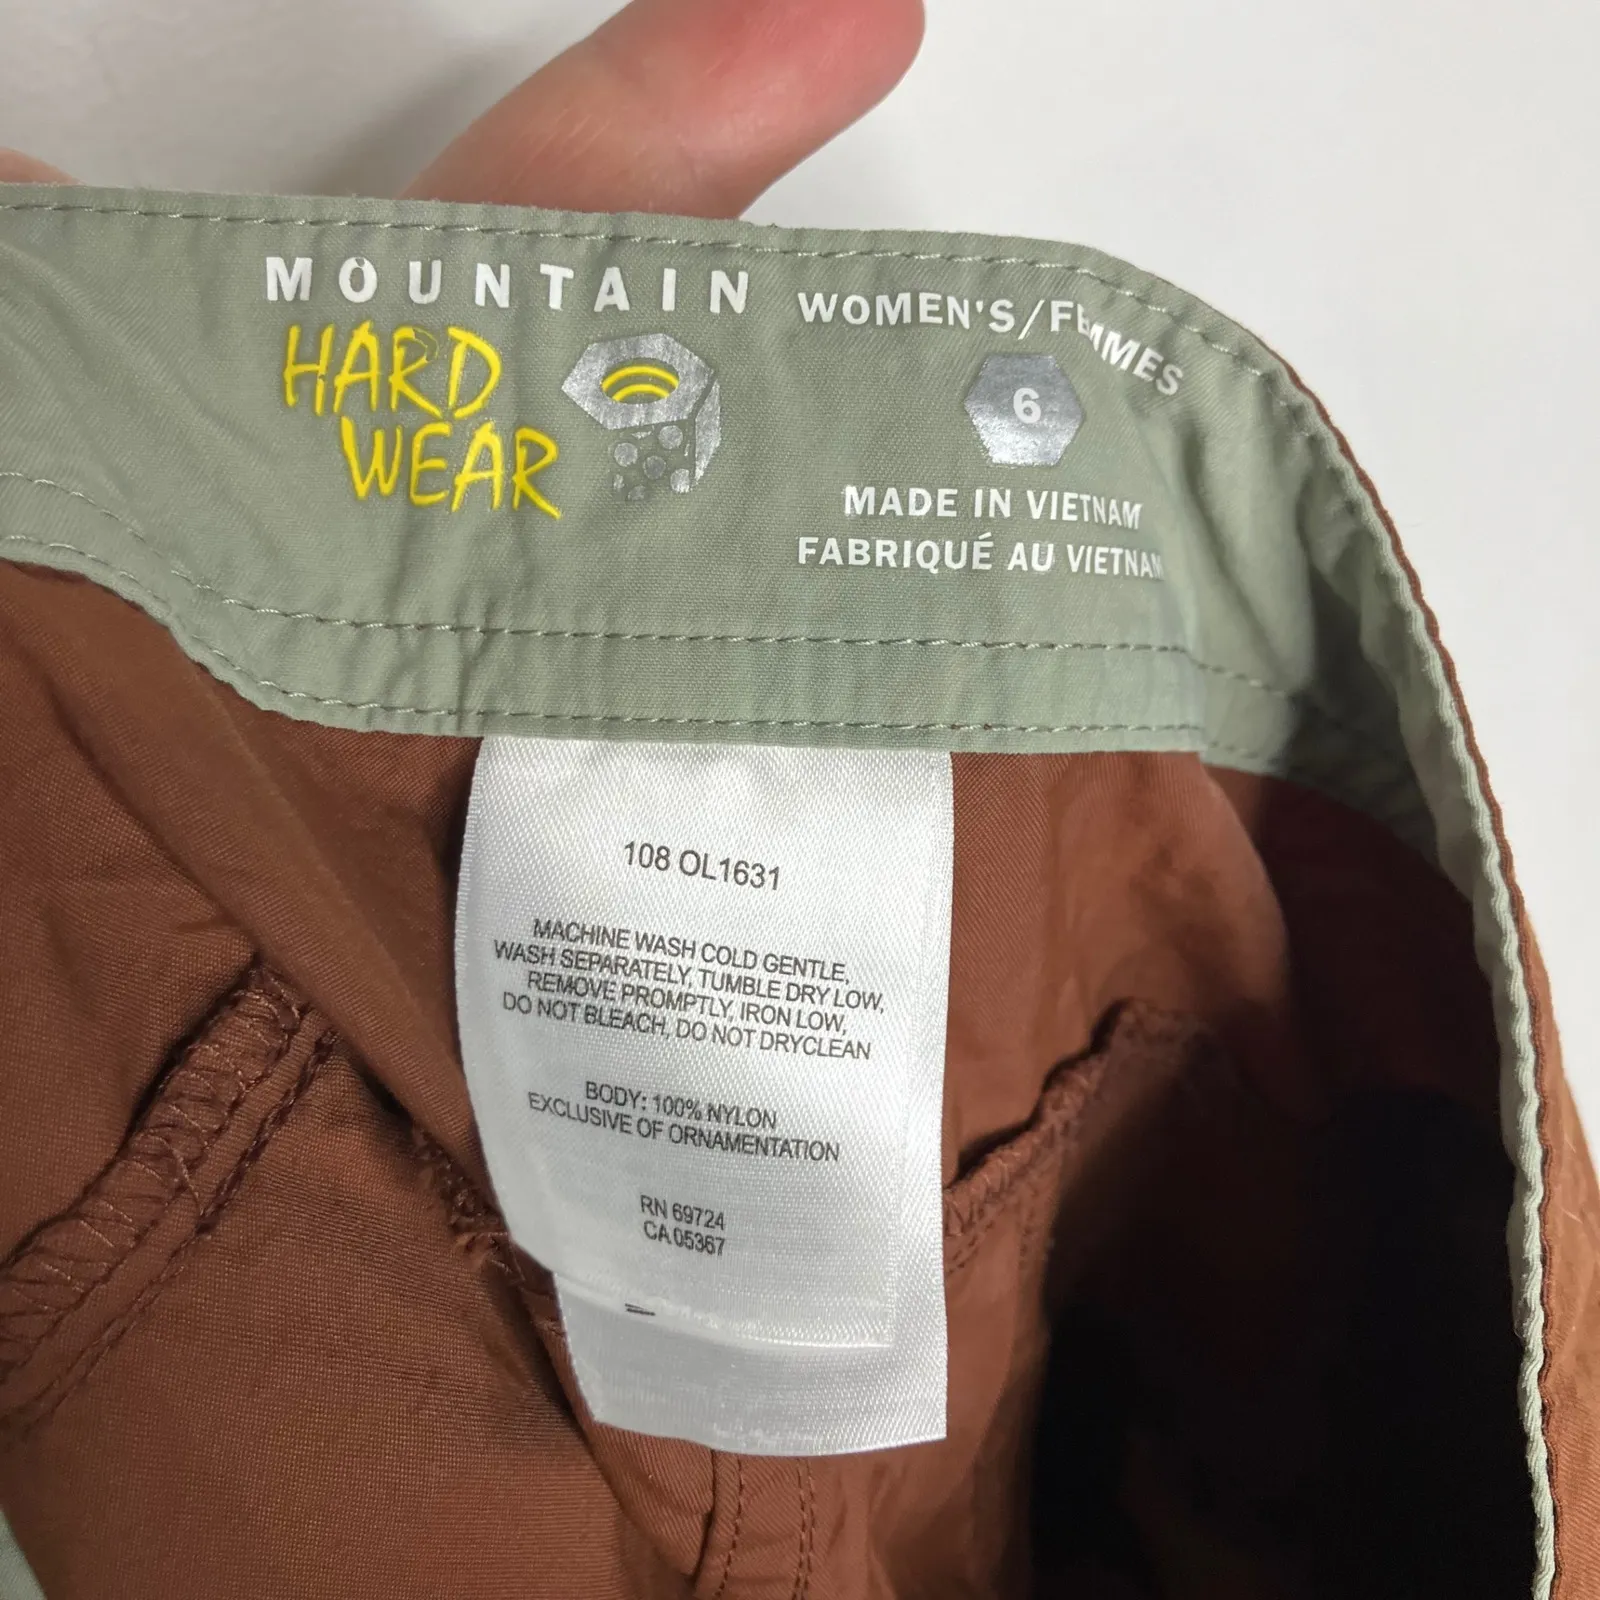 MOUNTAIN
HARD
WEAR
WOMEN'S/FEMMES
6
MADE IN VIETNAM
FABRIQUÉ AU VIETNAM
108 OL1631
MACHINE WASH COLD GENTLE,
WASH SEPARATELY, TUMBLE DRY LOW,
REMOVE PROMPTLY, IRON LOW,
DO NOT BLEACH, DO NOT DRYCLEAN
BODY: 100% NYLON
EXCLUSIVE OF ORNAMENTATION
RN 69724
CA 05367